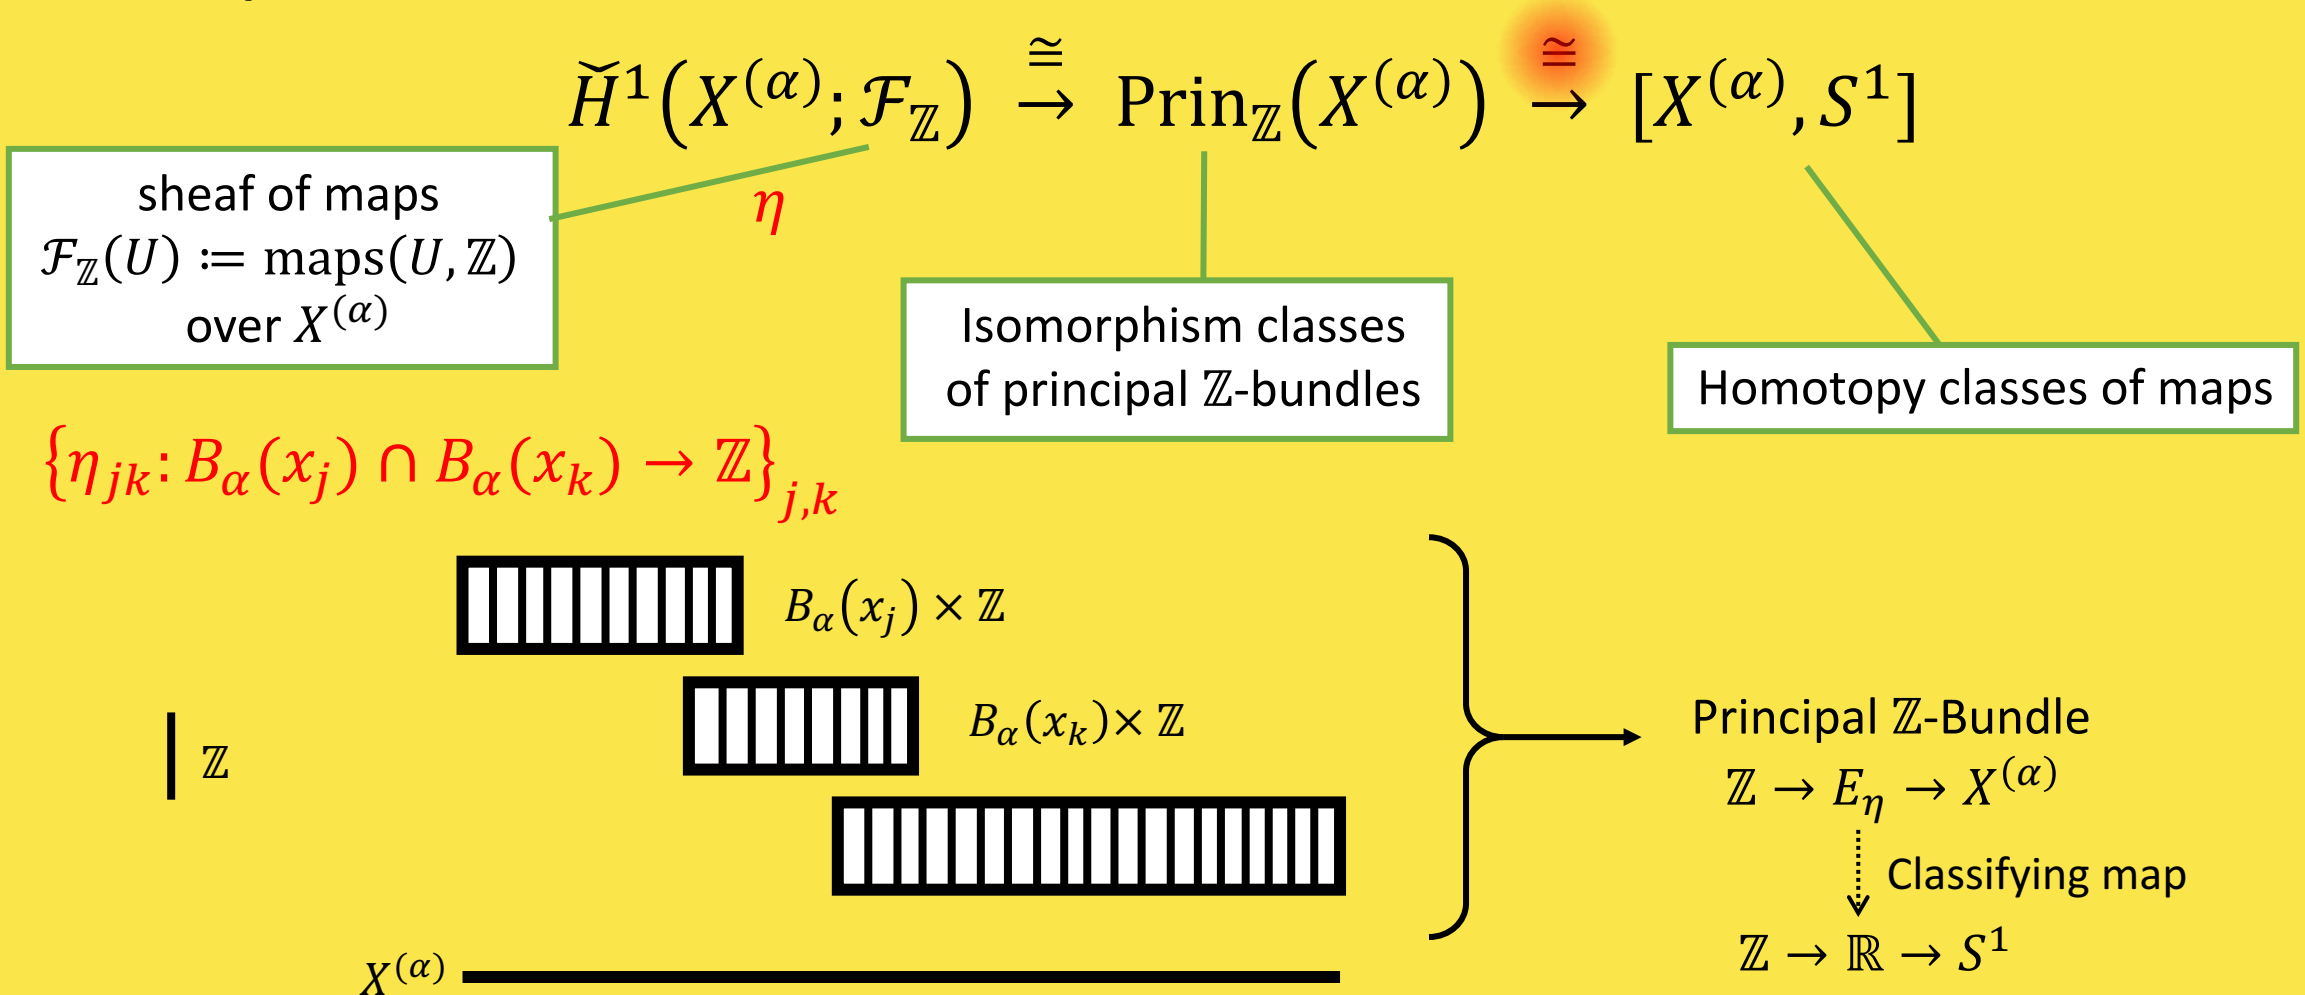 Ȟ¹(X^(α); ℱ_ℤ) ≅→ Prin_ℤ(X^(α)) ≅→ [X^(α), S¹]
sheaf of maps
ℱ_ℤ(U) ≔ maps(U, ℤ)
over X^(α)
η
Isomorphism classes
of principal ℤ-bundles
Homotopy classes of maps
{η_jk: B_α(x_j) ∩ B_α(x_k) → ℤ}_j,k
B_α(x_j) × ℤ
B_α(x_k) × ℤ
ℤ
X^(α)
Principal ℤ-Bundle
ℤ → E_η → X^(α)
Classifying map
ℤ → ℝ → S¹